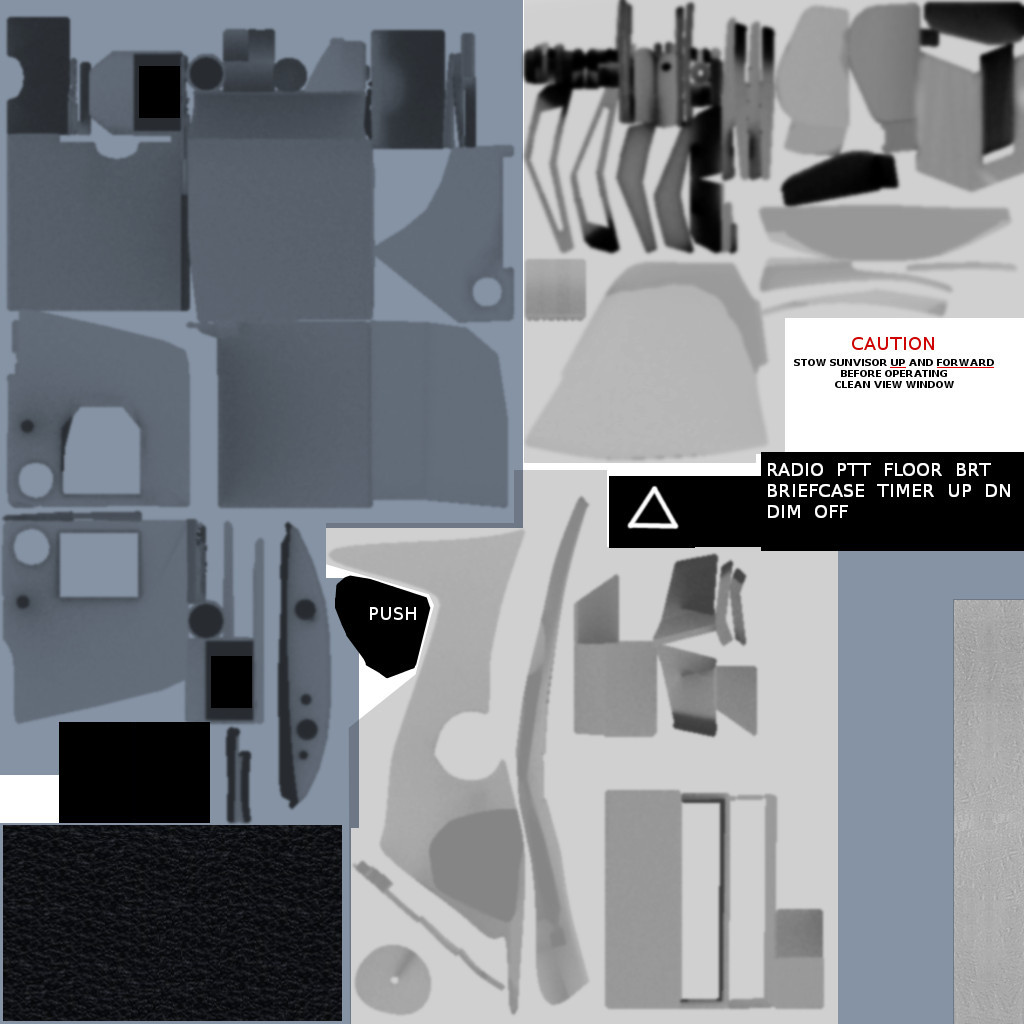 CAUTION
STOW SUNVISOR UP AND FORWARD
BEFORE OPERATING
CLEAN VIEW WINDOW
RADIO PTT FLOOR BRT
BRIEFCASE TIMER UP DN
DIM OFF
PUSH